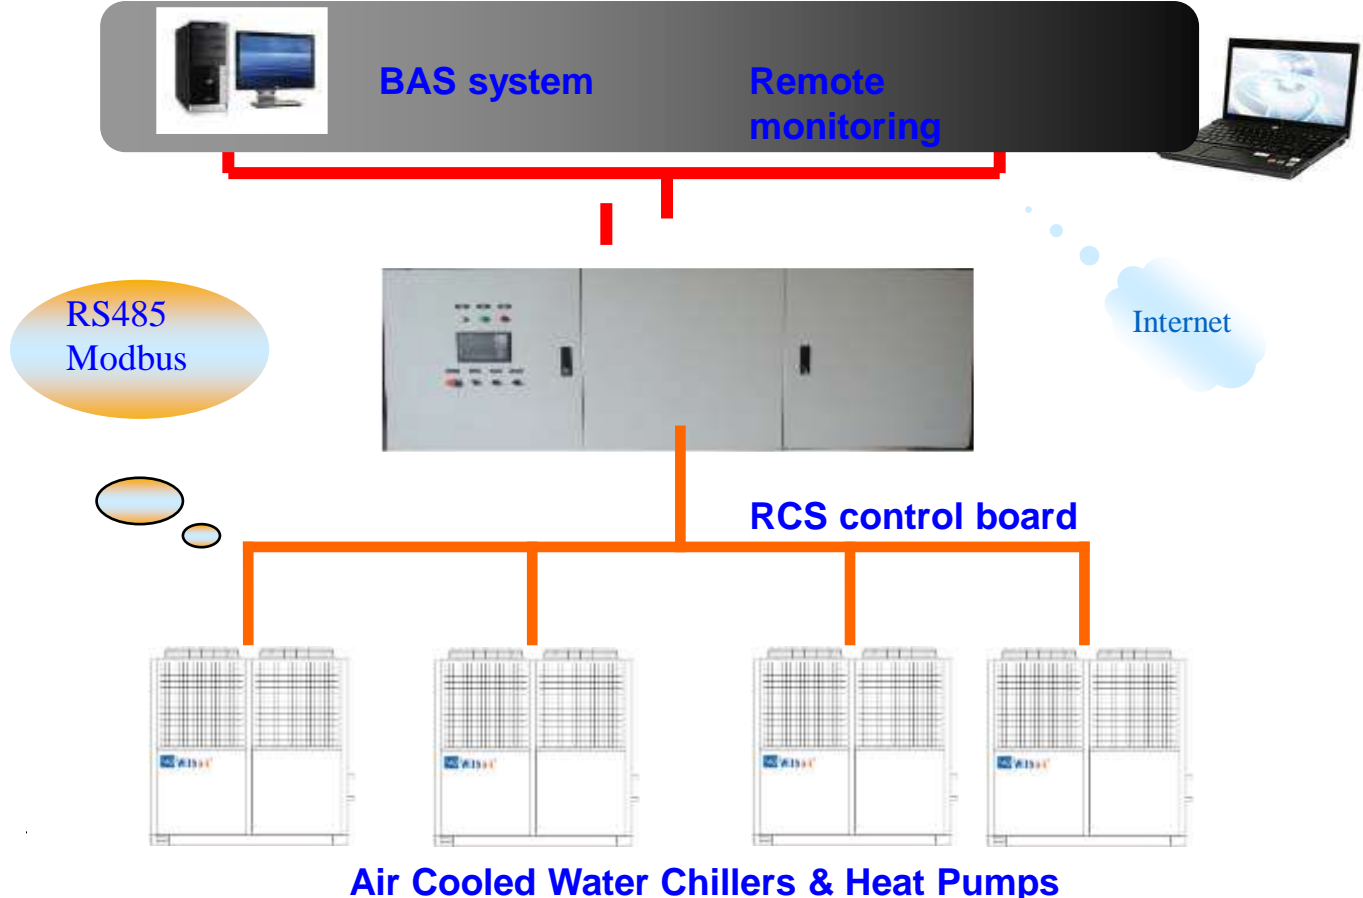 BAS system
Remote
monitoring
RS485
Modbus
Internet
RCS control board
Air Cooled Water Chillers & Heat Pumps